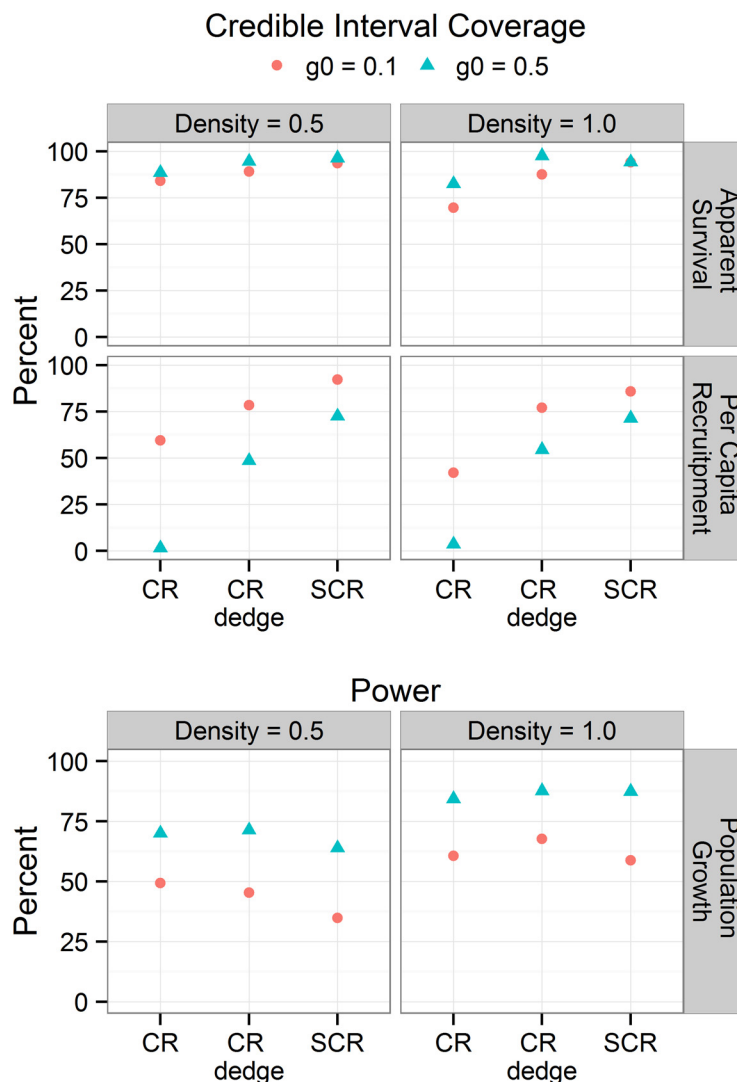 Credible Interval Coverage
g0 = 0.1 g0 = 0.5
Density = 0.5 Density = 1.0
100
75
50
25
0
Apparent
Survival
Percent
100
75
50
25
0
Per Capita
Recruitpment
CR CR SCR CR CR SCR
dedge dedge
Power
Density = 0.5 Density = 1.0
100
75
50
25
0
Percent
Population
Growth
CR CR SCR CR CR SCR
dedge dedge